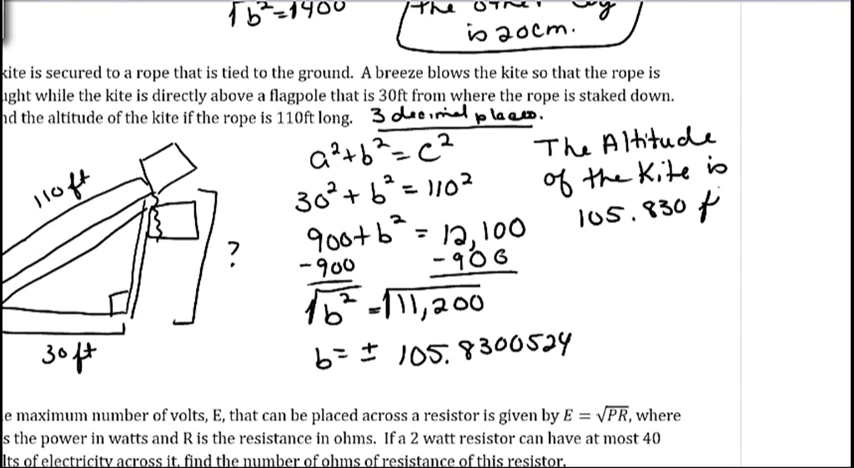 √b²=1400
the other leg
is 20cm.
kite is secured to a rope that is tied to the ground. A breeze blows the kite so that the rope is
ight while the kite is directly above a flagpole that is 30ft from where the rope is staked down.
nd the altitude of the kite if the rope is 110ft long. 3 decimal places.
a²+b²=c²
30²+b²=110²
900+b²=12,100
-900 -900
√b²=√11,200
b=± 105.8300524
The Altitude
of the Kite is
105.830 f
110ft
?
30ft
e maximum number of volts, E, that can be placed across a resistor is given by E = √PR, where
s the power in watts and R is the resistance in ohms. If a 2 watt resistor can have at most 40
lts of electricity across it, find the number of ohms of resistance of this resistor.